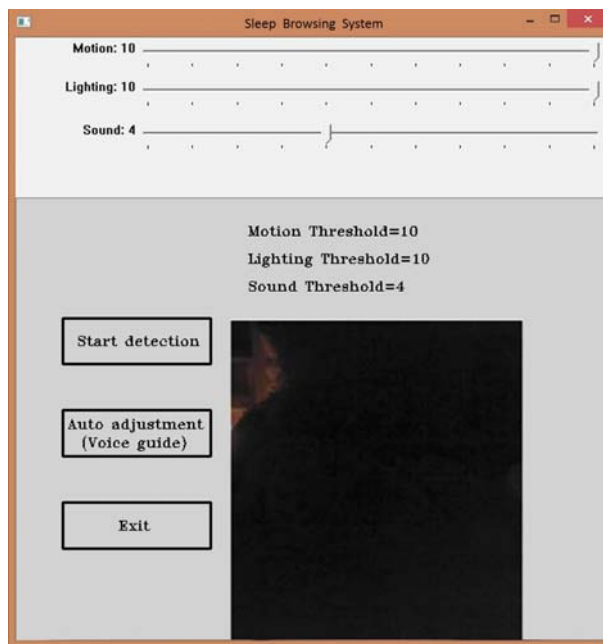 Sleep Browsing System
Motion: 10
Lighting: 10
Sound: 4
Motion Threshold=10
Lighting Threshold=10
Sound Threshold=4
Start detection
Auto adjustment
(Voice guide)
Exit